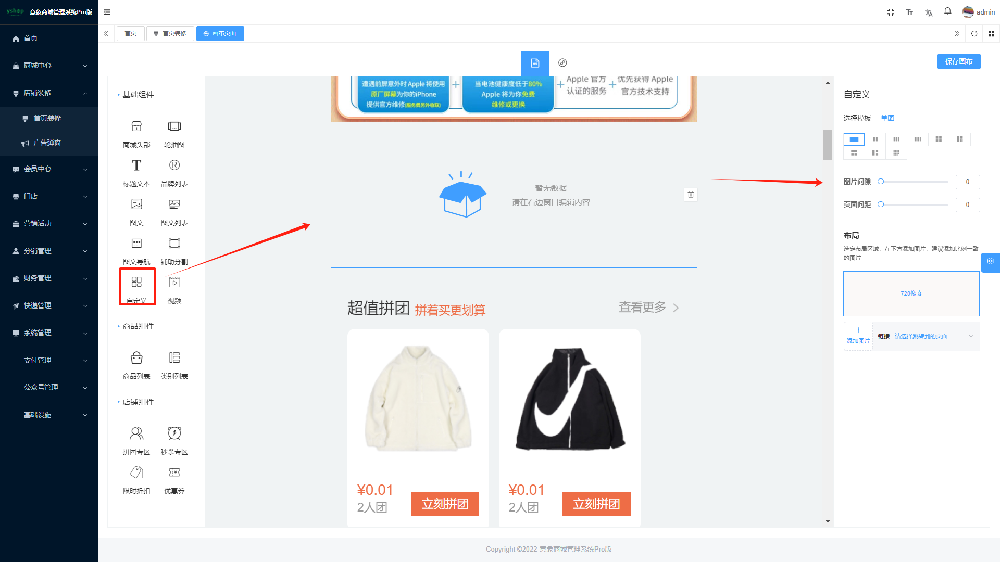 yshop 意象商城管理系统Pro版
admin
首页
首页装修
画布页面
首页
商城中心
店铺装修
首页装修
广告弹窗
会员中心
门店
营销活动
分销管理
财务管理
快递管理
系统管理
支付管理
公众号管理
基础设施
H5
保存画布
基础组件
商城头部 轮播图
标题文本 品牌列表
图文 图文列表
图文导航 辅助分割
自定义 视频
商品组件
商品列表 类别列表
店铺组件
拼团专区 秒杀专区
限时折扣 优惠券
遭遇前屏意外时 Apple 将使用
原厂屏幕为你的iPhone
提供官方维修(服务费另外收取)
+
当电池健康度低于80%
Apple 将为你免费
维修或更换
+
Apple 官方
认证的服务
+
优先获得 Apple
官方技术支持
暂无数据
请在右边窗口编辑内容
超值拼团 拼着买更划算 查看更多
¥0.01
2人团
立刻拼团
¥0.01
2人团
立刻拼团
自定义
选择模板 单图
图片间隙 0
页面间距 0
布局
选定布局区域，在下方添加图片，建议添加比例一致
的图片
720像素
添加图片
链接 请选择跳转到的页面
Copyright ©2022-意象商城管理系统Pro版